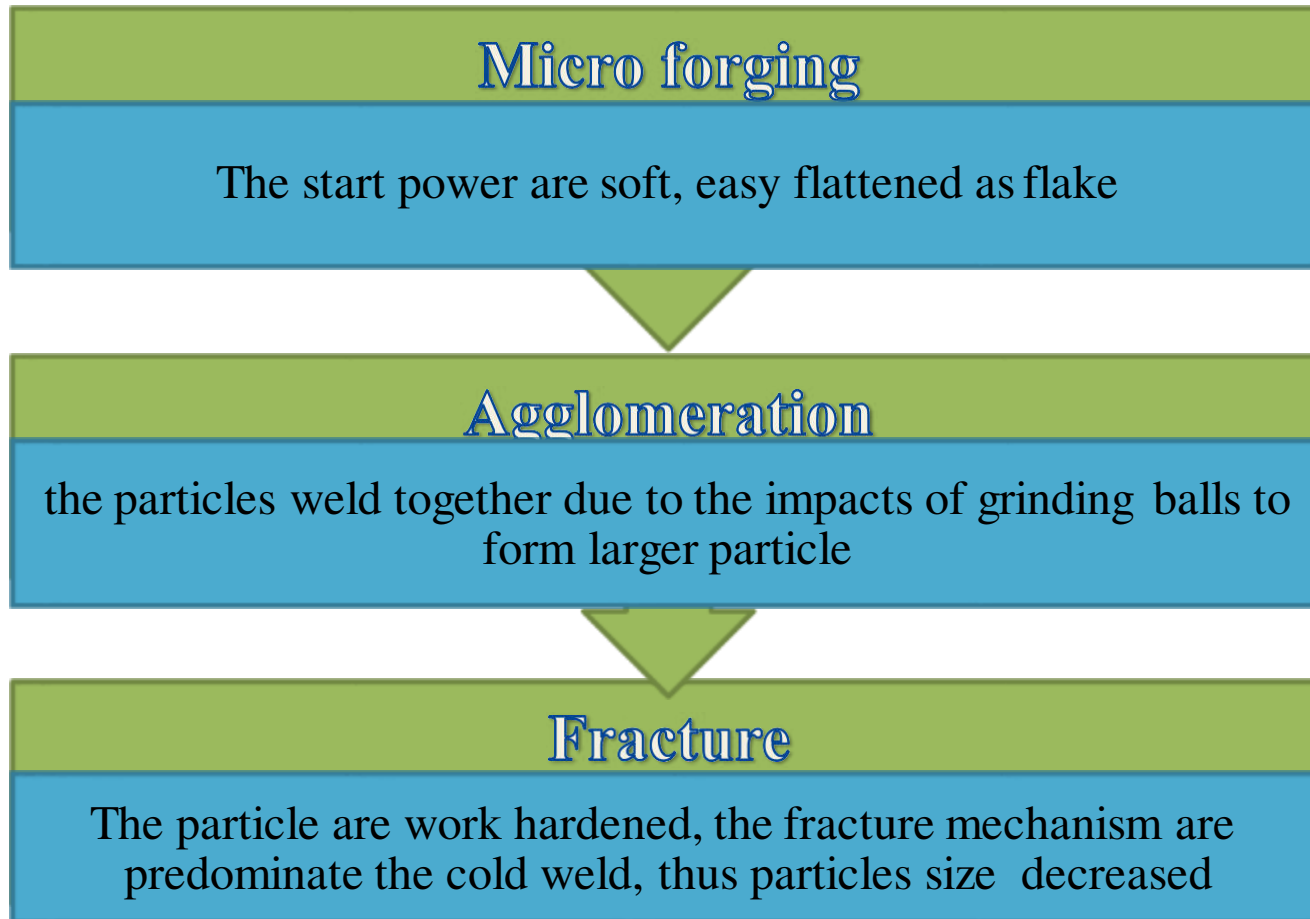 Micro forging
The start power are soft, easy flattened as flake
Agglomeration
the particles weld together due to the impacts of grinding balls to
form larger particle
Fracture
The particle are work hardened, the fracture mechanism are
predominate the cold weld, thus particles size decreased